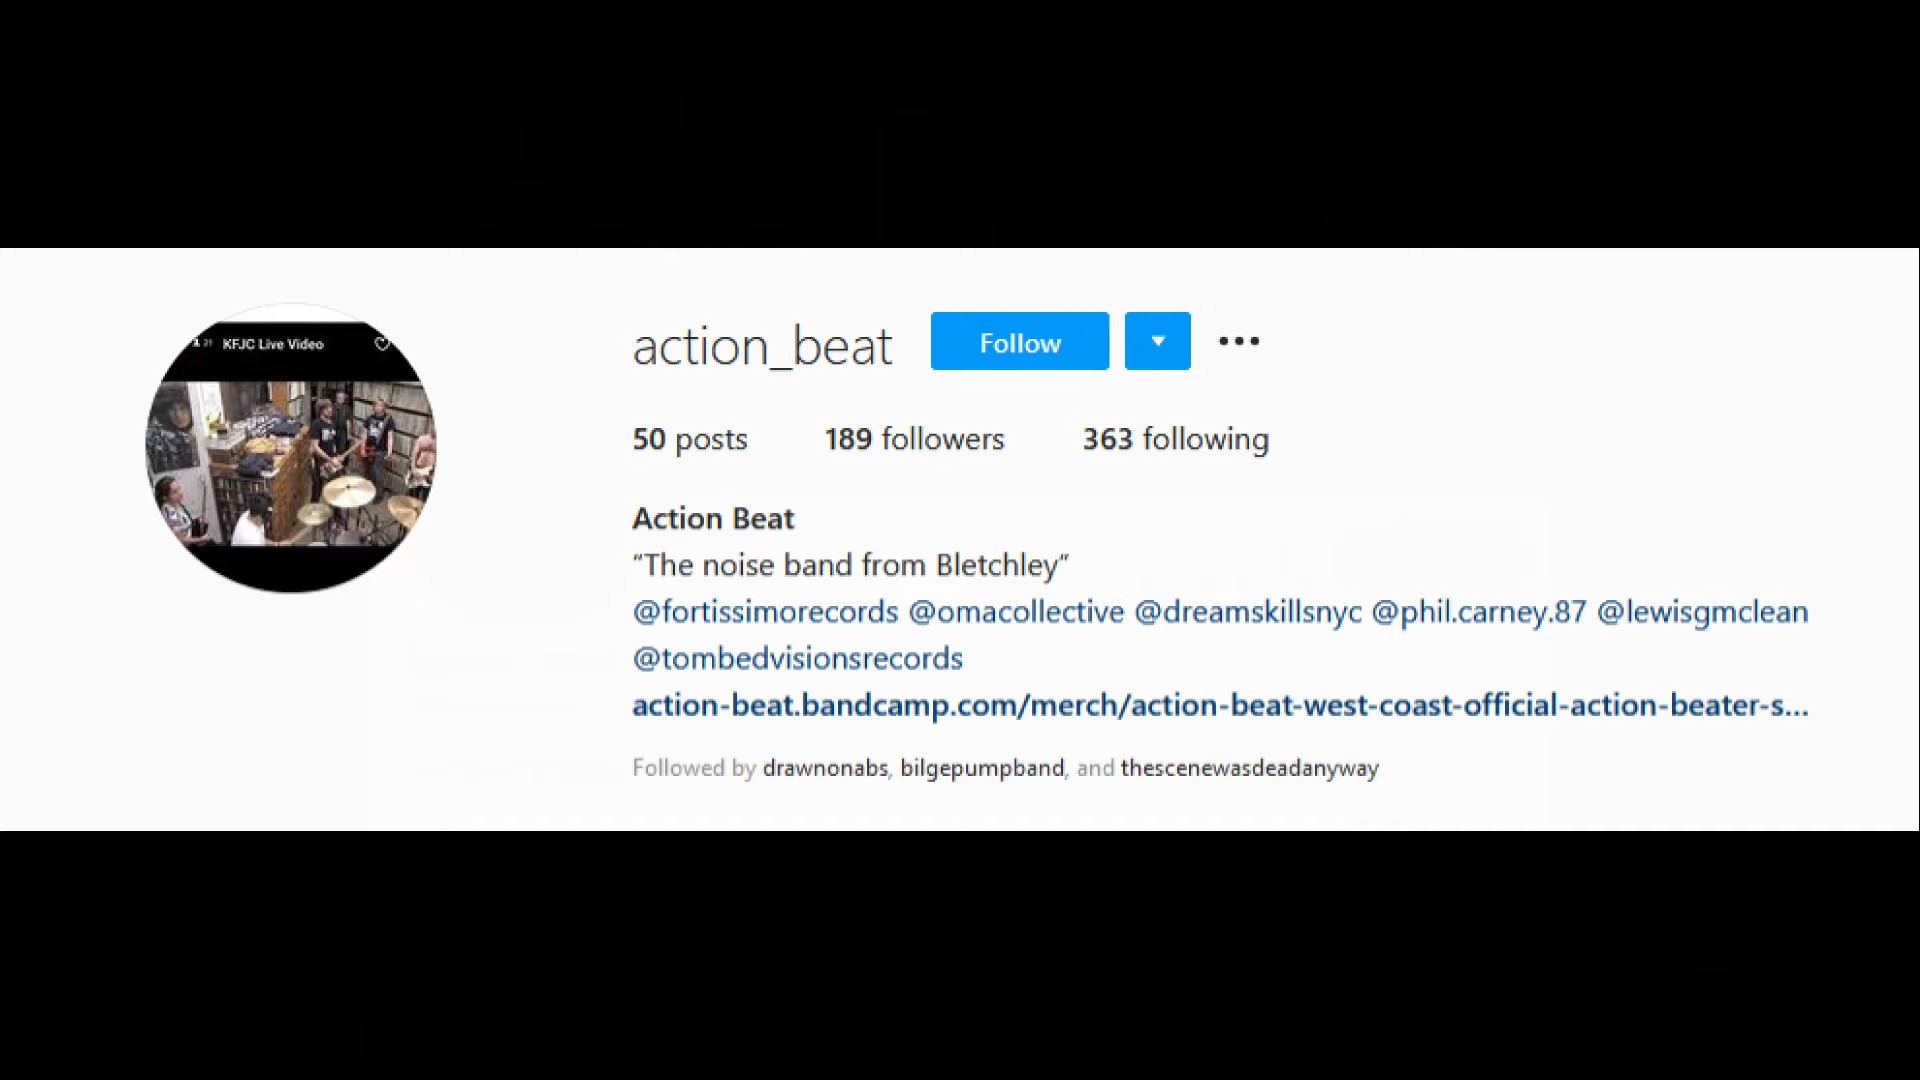 KFJC Live Video
action_beat Follow
50 posts 189 followers 363 following
Action Beat
“The noise band from Bletchley”
@fortissimorecords @omacollective @dreamskillsnyc @phil.carney.87 @lewisgmclean
@tombedvisionsrecords
action-beat.bandcamp.com/merch/action-beat-west-coast-official-action-beater-s...
Followed by drawnonabs, bilgepumpband, and thescenewasdeadanyway